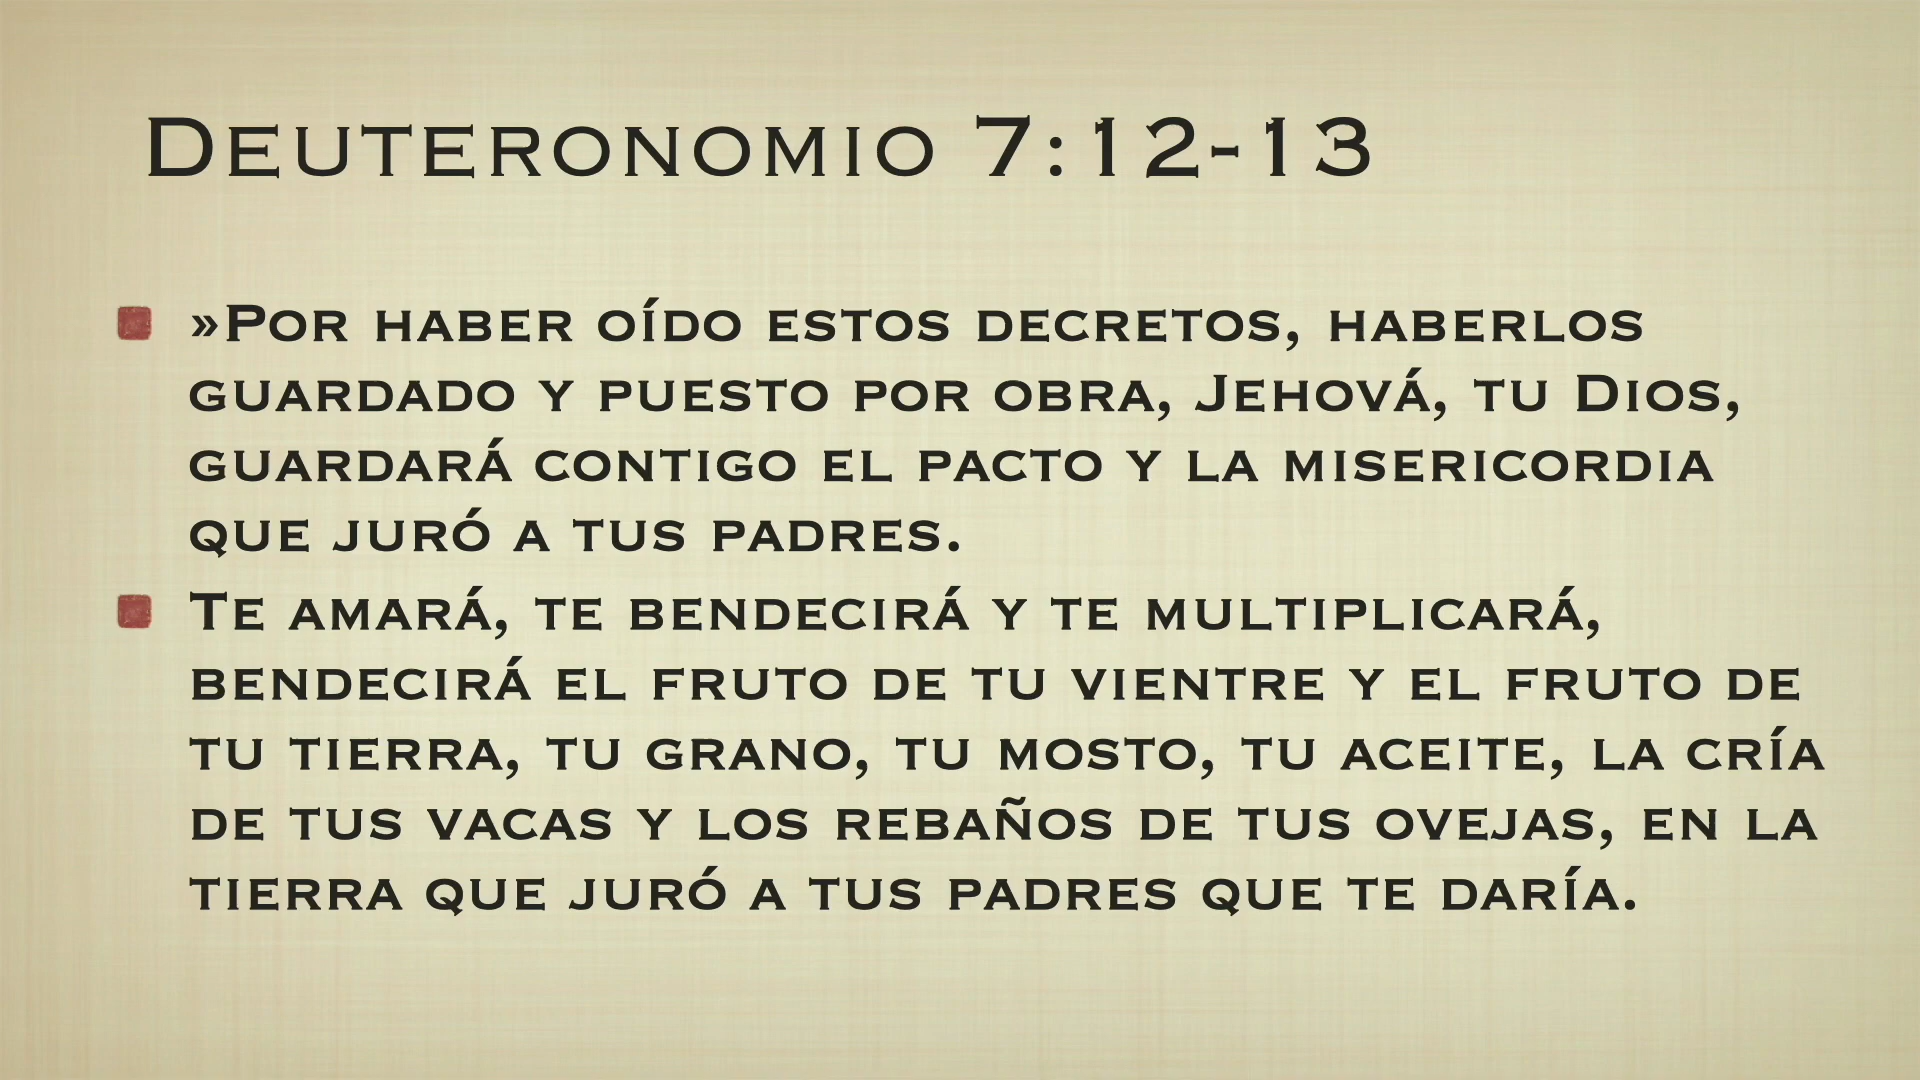 Deuteronomio 7:12-13
»Por haber oído estos decretos, haberlos
guardado y puesto por obra, Jehová, tu Dios,
guardará contigo el pacto y la misericordia
que juró a tus padres.
Te amará, te bendecirá y te multiplicará,
bendecirá el fruto de tu vientre y el fruto de
tu tierra, tu grano, tu mosto, tu aceite, la cría
de tus vacas y los rebaños de tus ovejas, en la
tierra que juró a tus padres que te daría.